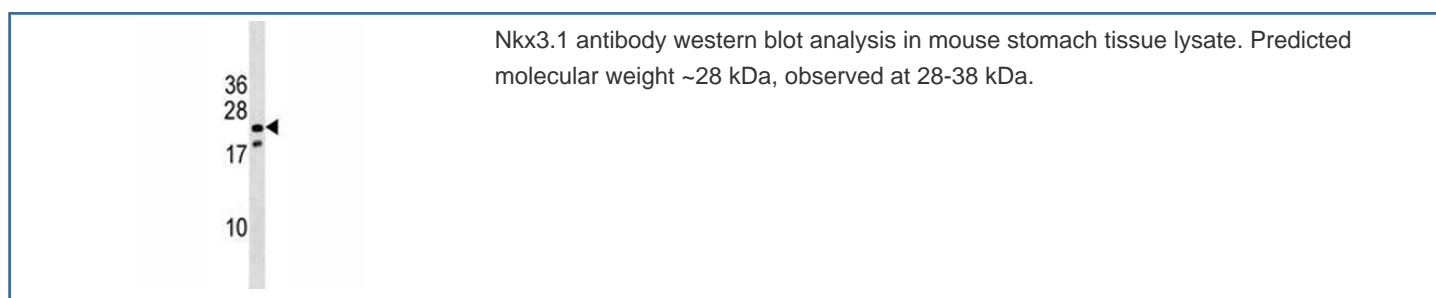 Nkx3.1 antibody western blot analysis in mouse stomach tissue lysate. Predicted
molecular weight ~28 kDa, observed at 28-38 kDa.
36
28
17
10